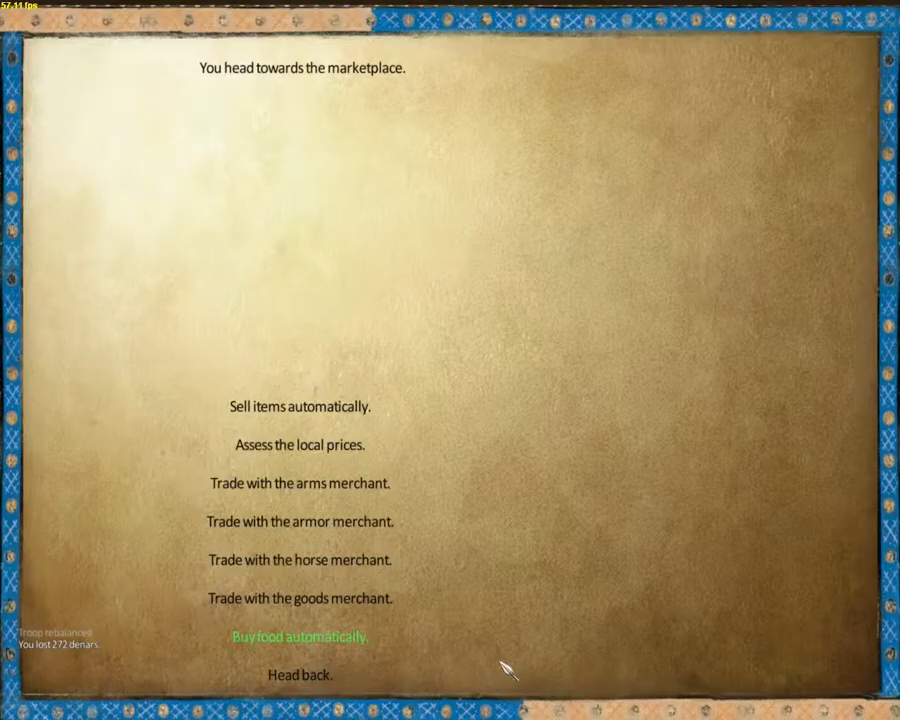 57.11 fps
You head towards the marketplace.
Sell items automatically.
Assess the local prices.
Trade with the arms merchant.
Trade with the armor merchant.
Trade with the horse merchant.
Trade with the goods merchant.
Buy food automatically.
Head back.
Troop rebalanced.
You lost 272 denars.